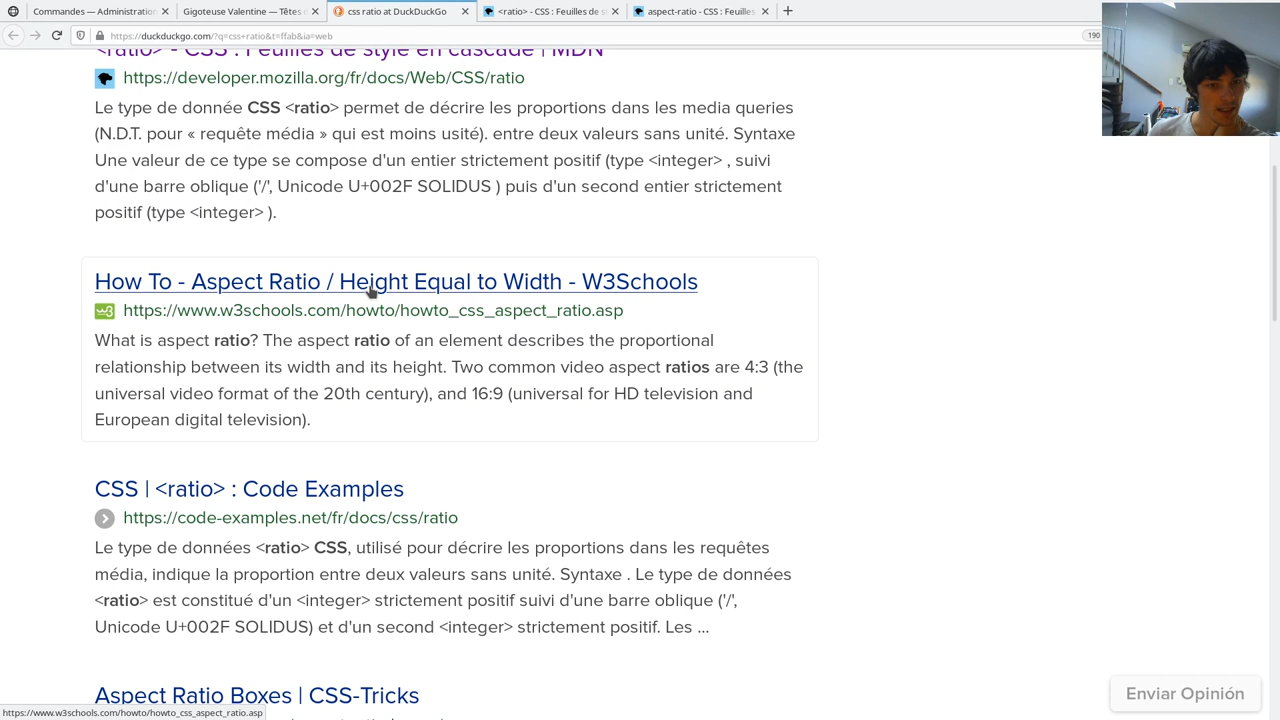 Commandes — Administration
Gigoteuse Valentine — Têtes d
css ratio at DuckDuckGo
<ratio> - CSS : Feuilles de s
aspect-ratio - CSS : Feuilles
https://duckduckgo.com/?q=css+ratio&t=ffab&ia=web
190
<ratio> - CSS : Feuilles de style en cascade | MDN
https://developer.mozilla.org/fr/docs/Web/CSS/ratio
Le type de donnée CSS <ratio> permet de décrire les proportions dans les media queries
(N.D.T. pour « requête média » qui est moins usité). entre deux valeurs sans unité. Syntaxe
Une valeur de ce type se compose d'un entier strictement positif (type <integer> , suivi
d'une barre oblique ('/', Unicode U+002F SOLIDUS ) puis d'un second entier strictement
positif (type <integer> ).
How To - Aspect Ratio / Height Equal to Width - W3Schools
https://www.w3schools.com/howto/howto_css_aspect_ratio.asp
What is aspect ratio? The aspect ratio of an element describes the proportional
relationship between its width and its height. Two common video aspect ratios are 4:3 (the
universal video format of the 20th century), and 16:9 (universal for HD television and
European digital television).
CSS | <ratio> : Code Examples
https://code-examples.net/fr/docs/css/ratio
Le type de données <ratio> CSS, utilisé pour décrire les proportions dans les requêtes
média, indique la proportion entre deux valeurs sans unité. Syntaxe . Le type de données
<ratio> est constitué d'un <integer> strictement positif suivi d'une barre oblique ('/',
Unicode U+002F SOLIDUS) et d'un second <integer> strictement positif. Les ...
Aspect Ratio Boxes | CSS-Tricks
Enviar Opinión
https://www.w3schools.com/howto/howto_css_aspect_ratio.asp